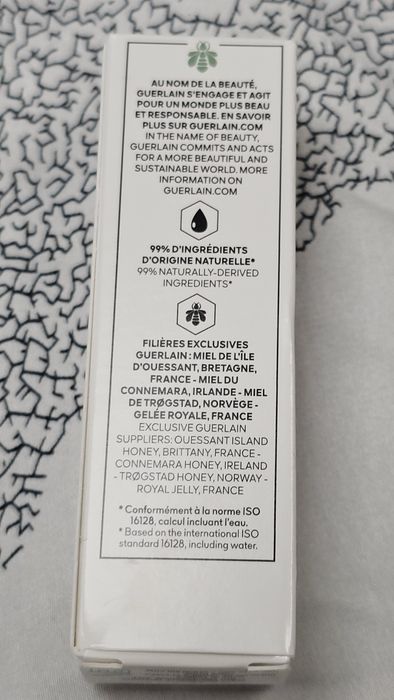 AU NOM DE LA BEAUTÉ,
GUERLAIN S'ENGAGE ET AGIT
POUR UN MONDE PLUS BEAU
ET RESPONSABLE. EN SAVOIR
PLUS SUR GUERLAIN.COM
IN THE NAME OF BEAUTY,
GUERLAIN COMMITS AND ACTS
FOR A MORE BEAUTIFUL AND
SUSTAINABLE WORLD. MORE
INFORMATION ON
GUERLAIN.COM
99% D'INGRÉDIENTS
D'ORIGINE NATURELLE*
99% NATURALLY-DERIVED
INGREDIENTS*
FILIÈRES EXCLUSIVES
GUERLAIN : MIEL DE L'ÎLE
D'OUESSANT, BRETAGNE,
FRANCE - MIEL DU
CONNEMARA, IRLANDE - MIEL
DE TRØGSTAD, NORVÈGE -
GELÉE ROYALE, FRANCE
EXCLUSIVE GUERLAIN
SUPPLIERS: OUESSANT ISLAND
HONEY, BRITTANY, FRANCE -
CONNEMARA HONEY, IRELAND
- TRØGSTAD HONEY, NORWAY -
ROYAL JELLY, FRANCE
* Conformément à la norme ISO
16128, calcul incluant l'eau.
* Based on the international ISO
standard 16128, including water.